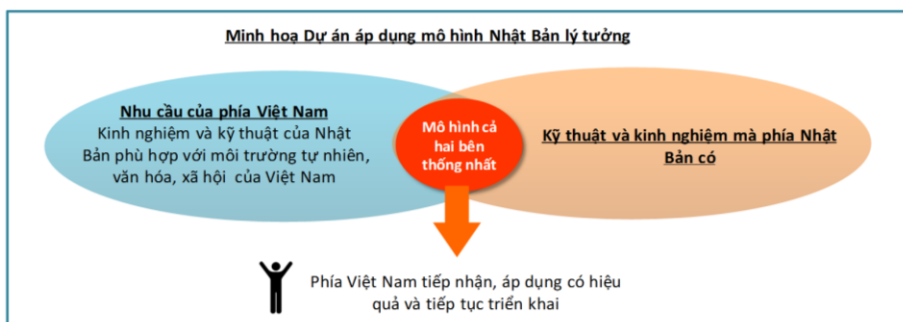 Minh hoạ Dự án áp dụng mô hình Nhật Bản lý tưởng
Nhu cầu của phía Việt Nam
Kinh nghiệm và kỹ thuật của Nhật
Bản phù hợp với môi trường tự nhiên,
văn hóa, xã hội của Việt Nam
Mô hình cả
hai bên
thống nhất
Kỹ thuật và kinh nghiệm mà phía Nhật
Bản có
Phía Việt Nam tiếp nhận, áp dụng có hiệu
quả và tiếp tục triển khai